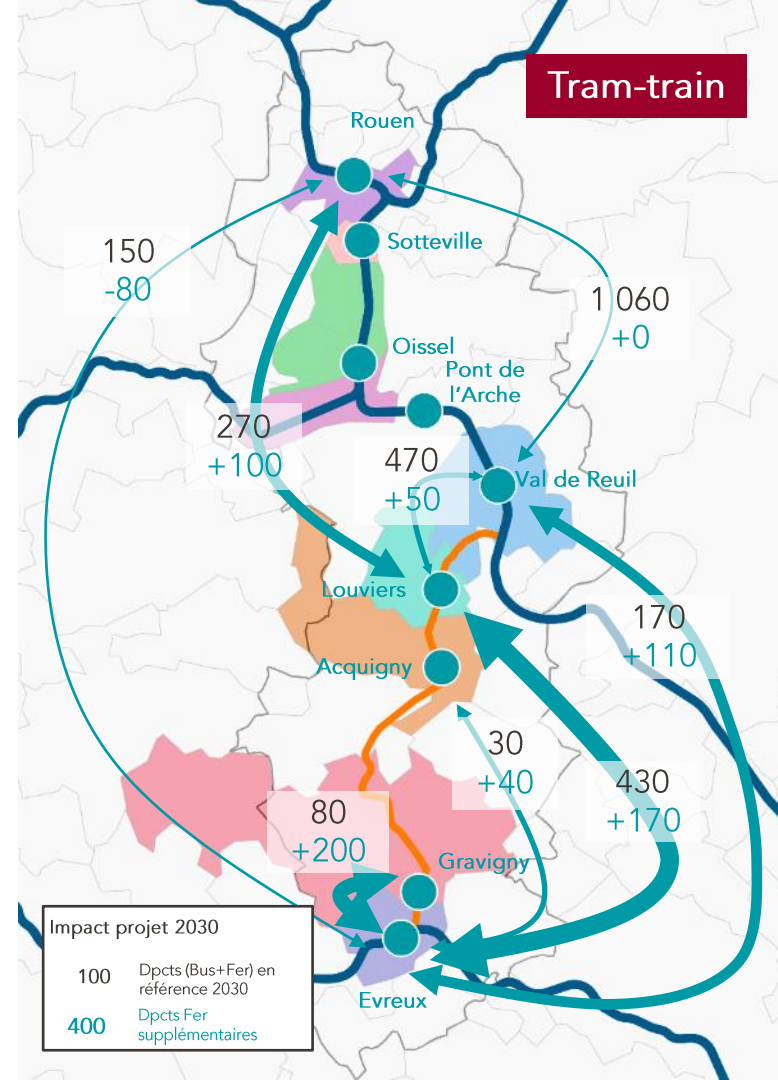 Tram-train
Rouen
Sotteville
150
-80
1 060
+0
Oissel
Pont de
l'Arche
270
+100
470
+50
Val de Reuil
Louviers
170
+110
Acquigny
30
+40
430
+170
80
+200
Gravigny
Evreux
Impact projet 2030
100
Dpcts (Bus+Fer) en
référence 2030
400
Dpcts Fer
supplémentaires